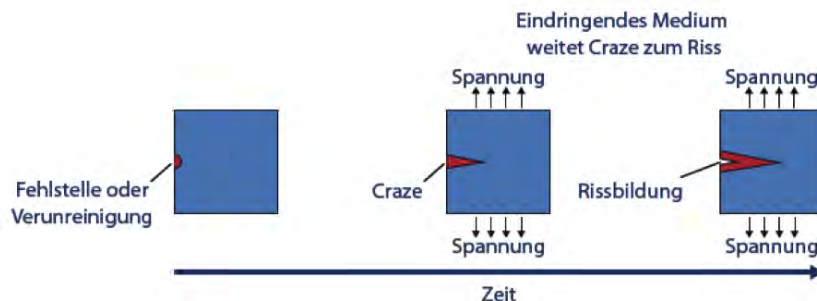 Eindringendes Medium
weitet Craze zum Riss
Spannung
Spannung
Fehlstelle oder
Verunreinigung
Craze
Rissbildung
Spannung
Spannung
Zeit